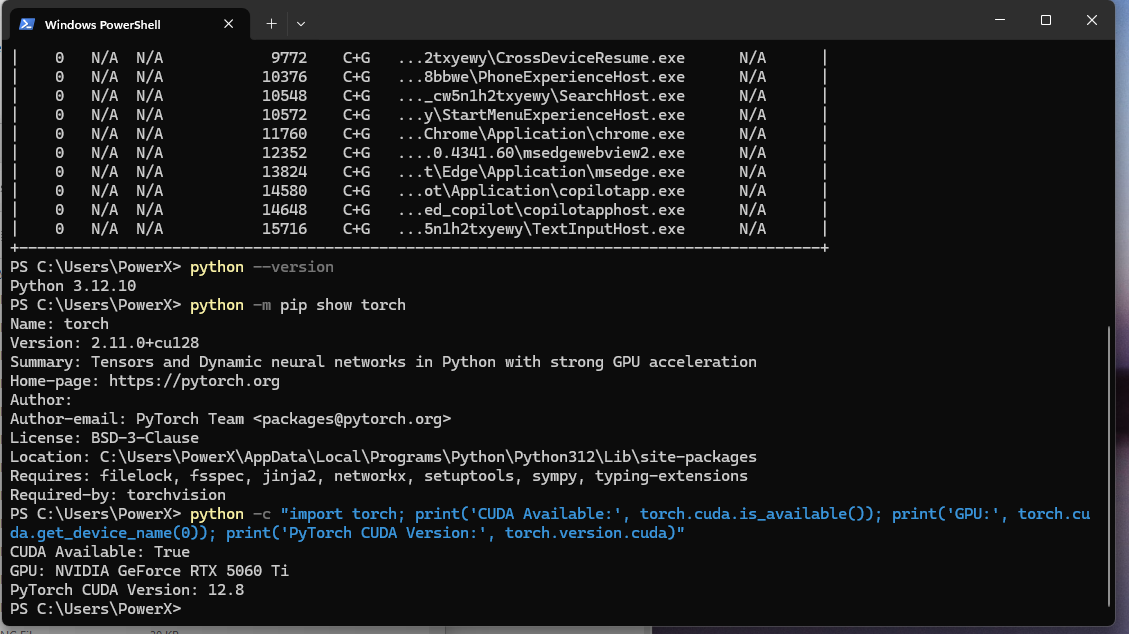 Windows PowerShell
| 0 N/A N/A 9772 C+G ...2txyewy\CrossDeviceResume.exe N/A |
| 0 N/A N/A 10376 C+G ...8bbwe\PhoneExperienceHost.exe N/A |
| 0 N/A N/A 10548 C+G ..._cw5n1h2txyewy\SearchHost.exe N/A |
| 0 N/A N/A 10572 C+G ...y\StartMenuExperienceHost.exe N/A |
| 0 N/A N/A 11760 C+G ...Chrome\Application\chrome.exe N/A |
| 0 N/A N/A 12352 C+G ....0.4341.60\msedgewebview2.exe N/A |
| 0 N/A N/A 13824 C+G ...t\Edge\Application\msedge.exe N/A |
| 0 N/A N/A 14580 C+G ...ot\Application\copilotapp.exe N/A |
| 0 N/A N/A 14648 C+G ...ed_copilot\copilotapphost.exe N/A |
| 0 N/A N/A 15716 C+G ...5n1h2txyewy\TextInputHost.exe N/A |
+-----------------------------------------------------------------------------------------+
PS C:\Users\PowerX> python --version
Python 3.12.10
PS C:\Users\PowerX> python -m pip show torch
Name: torch
Version: 2.11.0+cu128
Summary: Tensors and Dynamic neural networks in Python with strong GPU acceleration
Home-page: https://pytorch.org
Author:
Author-email: PyTorch Team <packages@pytorch.org>
License: BSD-3-Clause
Location: C:\Users\PowerX\AppData\Local\Programs\Python\Python312\Lib\site-packages
Requires: filelock, fsspec, jinja2, networkx, setuptools, sympy, typing-extensions
Required-by: torchvision
PS C:\Users\PowerX> python -c "import torch; print('CUDA Available:', torch.cuda.is_available()); print('GPU:', torch.cu
da.get_device_name(0)); print('PyTorch CUDA Version:', torch.version.cuda)"
CUDA Available: True
GPU: NVIDIA GeForce RTX 5060 Ti
PyTorch CUDA Version: 12.8
PS C:\Users\PowerX>